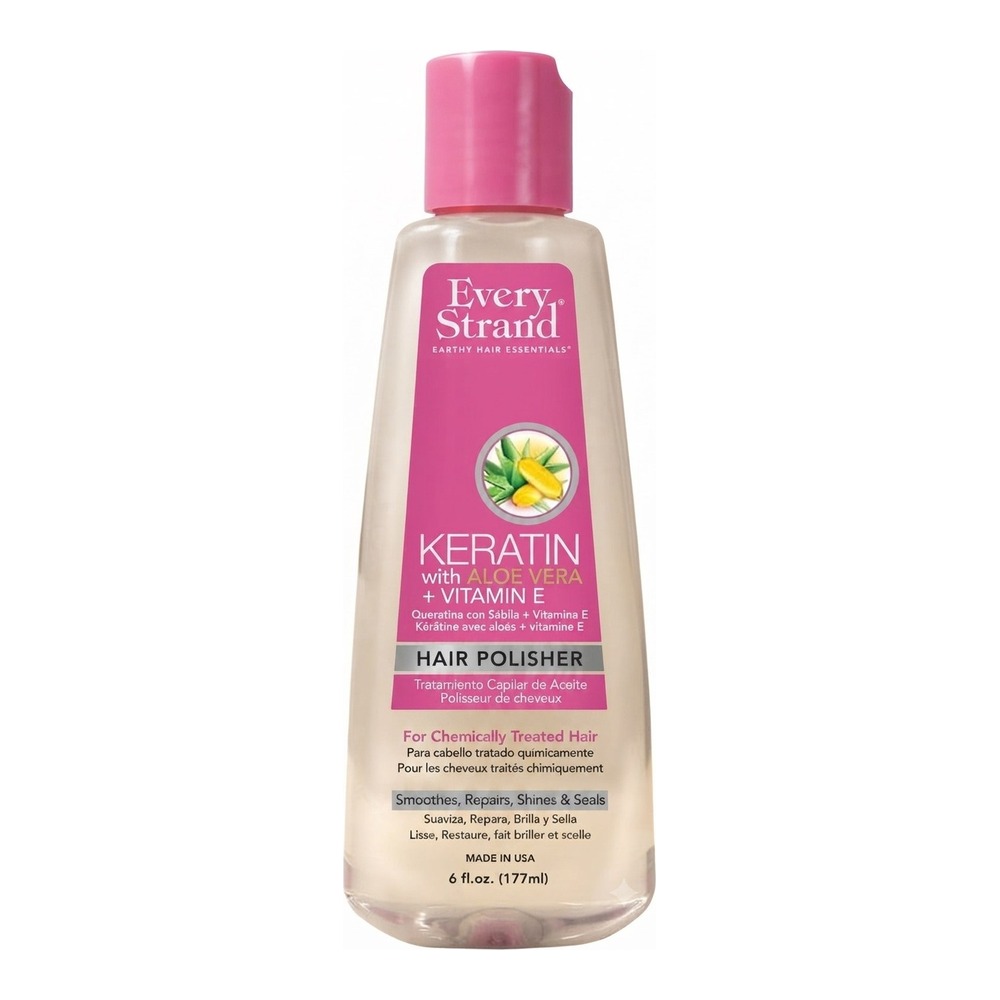 Every
Strand®
EARTHY HAIR ESSENTIALS®
KERATIN
with ALOE VERA
+ VITAMIN E
Queratina con Sábila + Vitamina E
Kérâtine avec aloés + vitamine E
HAIR POLISHER
Tratamiento Capilar de Aceite
Polisseur de cheveux
For Chemically Treated Hair
Para cabello tratado quimicamente
Pour les cheveux traités chimiquement
Smoothes, Repairs, Shines & Seals
Suaviza, Repara, Brilla y Sella
Lisse, Restaure, fait briller et scelle
MADE IN USA
6 fl.oz. (177ml)